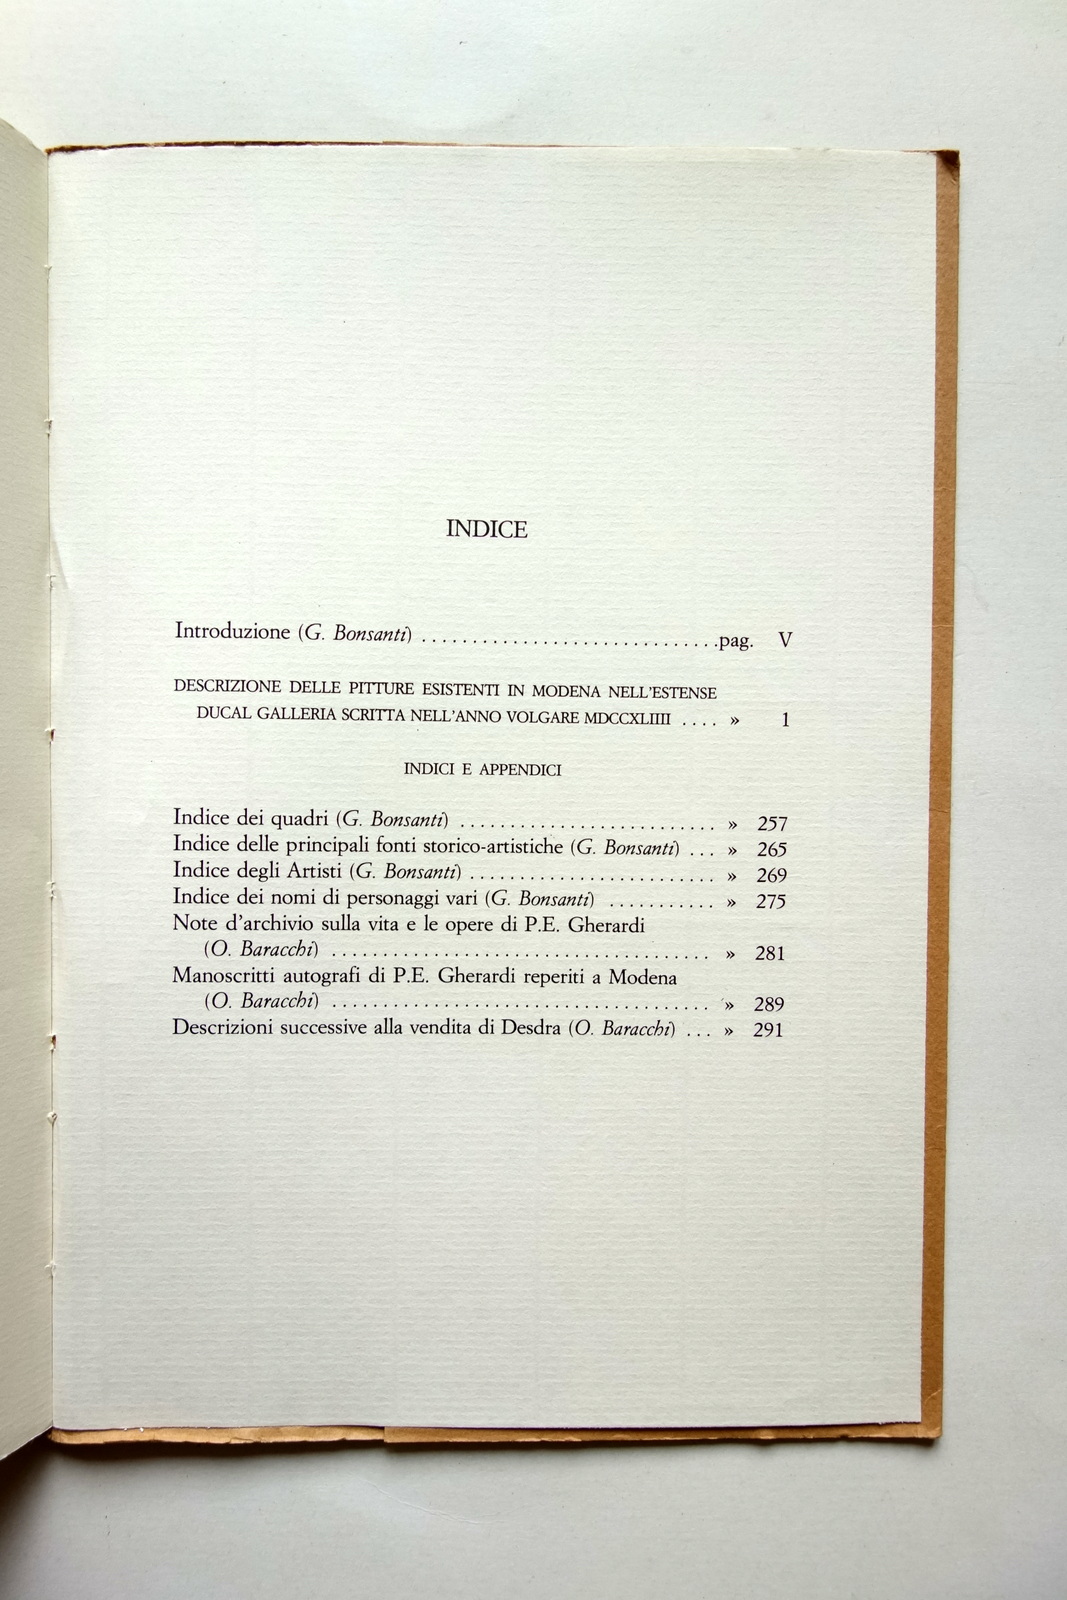 INDICE
Introduzione (G. Bonsanti) . . . . . . . . . . . . . . . . . . . . . . . . . . . . . .pag. V
DESCRIZIONE DELLE PITTURE ESISTENTI IN MODENA NELL'ESTENSE
DUCAL GALLERIA SCRITTA NELL'ANNO VOLGARE MDCCXLIIII . . . . » 1
INDICI E APPENDICI
Indice dei quadri (G. Bonsanti) . . . . . . . . . . . . . . . . . . . . . . . . . » 257
Indice delle principali fonti storico-artistiche (G. Bonsanti) . . . » 265
Indice degli Artisti (G. Bonsanti) . . . . . . . . . . . . . . . . . . . . . . . . » 269
Indice dei nomi di personaggi vari (G. Bonsanti) . . . . . . . . . . . » 275
Note d'archivio sulla vita e le opere di P.E. Gherardi
(O. Baracchi) . . . . . . . . . . . . . . . . . . . . . . . . . . . . . . . . . . . . . » 281
Manoscritti autografi di P.E. Gherardi reperiti a Modena
(O. Baracchi) . . . . . . . . . . . . . . . . . . . . . . . . . . . . . . . . . . . . . » 289
Descrizioni successive alla vendita di Desdra (O. Baracchi) . . . » 291